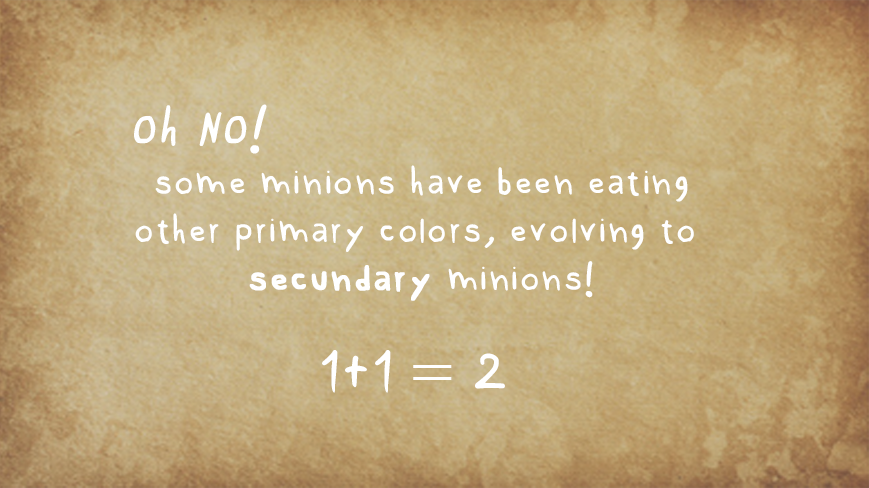 Oh NO!
some minions have been eating
other primary colors, evolving to
secundary minions!
1+1 = 2